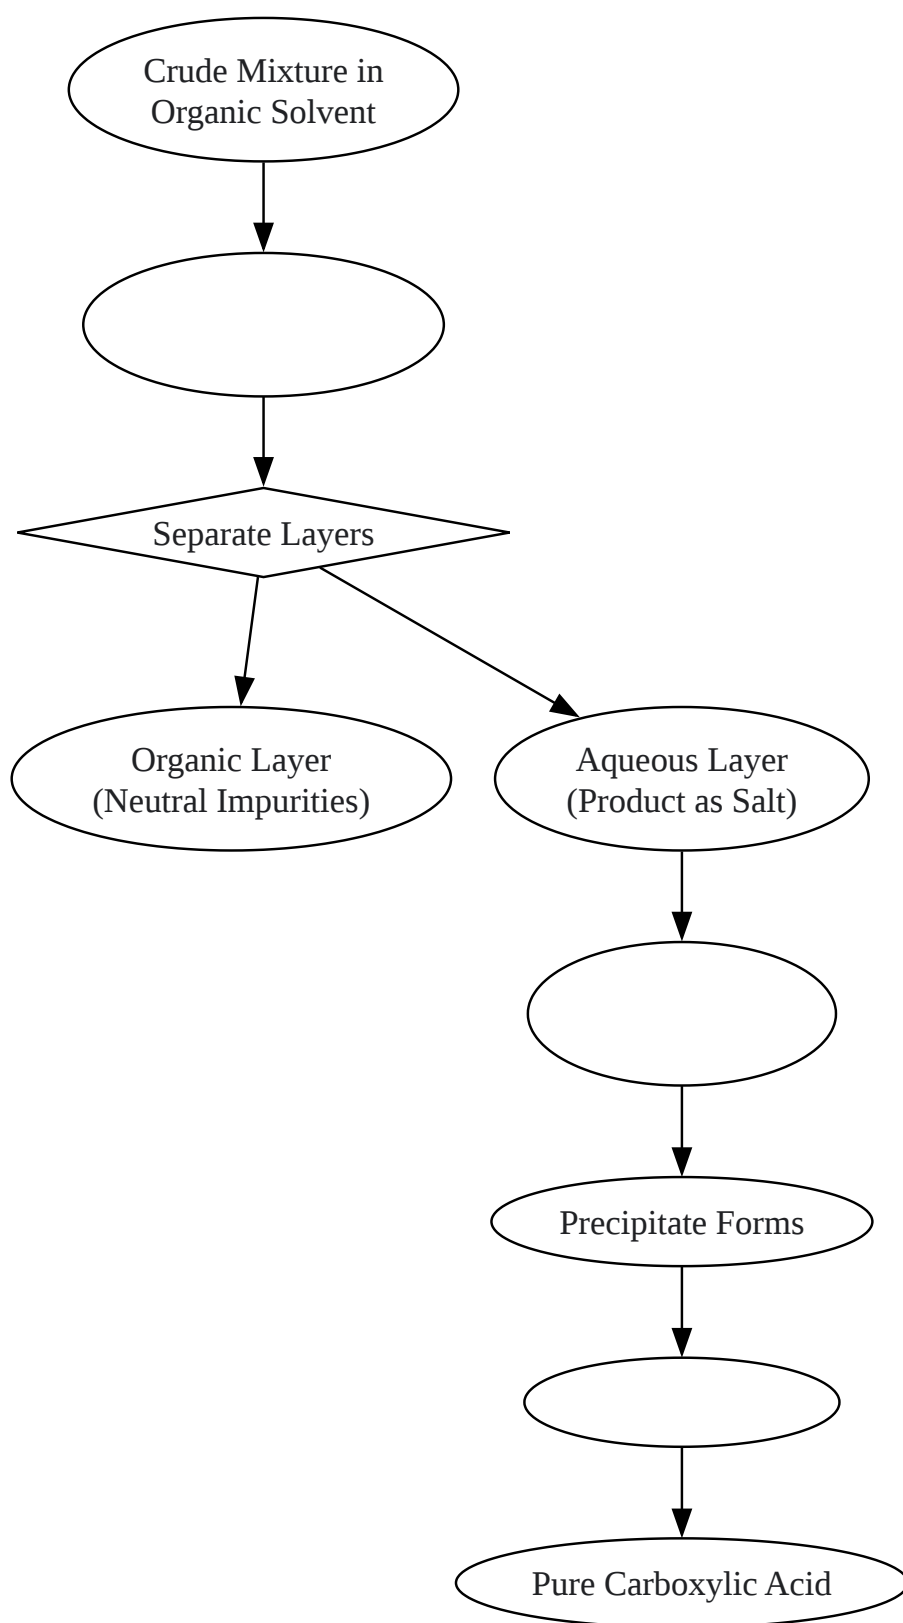 Crude Mixture in
Organic Solvent
Separate Layers
Organic Layer
(Neutral Impurities)
Aqueous Layer
(Product as Salt)
Precipitate Forms
Pure Carboxylic Acid